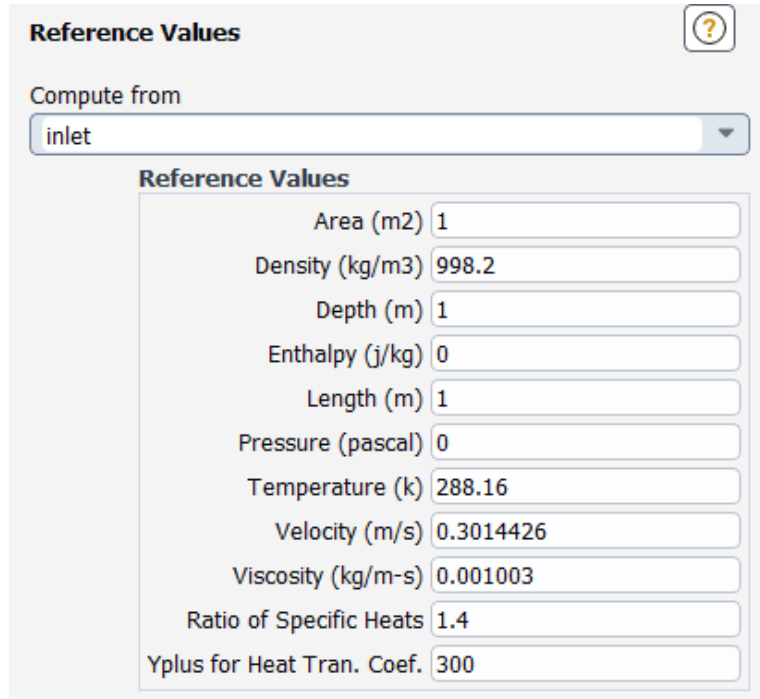 Reference Values
?
Compute from
inlet
Reference Values
Area (m2) 1
Density (kg/m3) 998.2
Depth (m) 1
Enthalpy (j/kg) 0
Length (m) 1
Pressure (pascal) 0
Temperature (k) 288.16
Velocity (m/s) 0.3014426
Viscosity (kg/m-s) 0.001003
Ratio of Specific Heats 1.4
Yplus for Heat Tran. Coef. 300